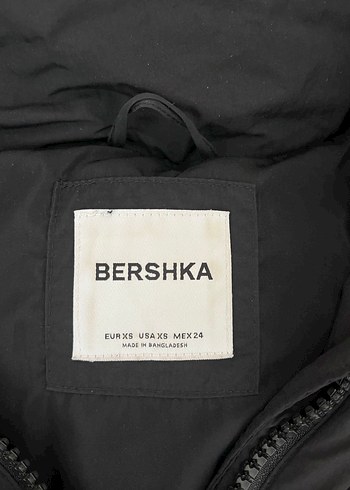 BERSHKA
EUR XS USA XS MEX 24
MADE IN BANGLADESH